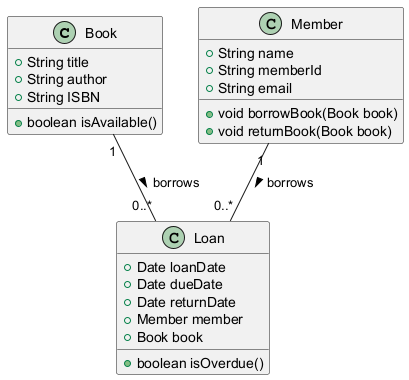 C Book
String title
String author
String ISBN
boolean isAvailable()
C Member
String name
String memberId
String email
void borrowBook(Book book)
void returnBook(Book book)
1
borrows
0..*
1
borrows
0..*
C Loan
Date loanDate
Date dueDate
Date returnDate
Member member
Book book
boolean isOverdue()